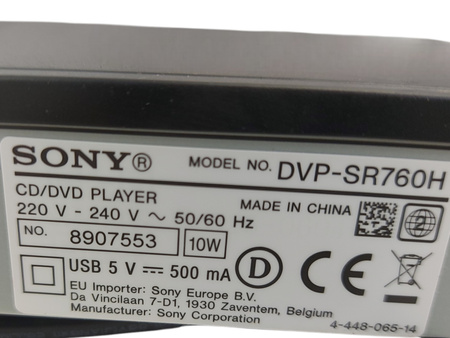 SONY® MODEL NO. DVP-SR760H
CD/DVD PLAYER
MADE IN CHINA
220 V - 240 V ~ 50/60 Hz
2
NO. 8907553 10W
USB 5 V ⎓ 500 mA D CE
EU Importer: Sony Europe B.V.
Da Vincilaan 7-D1, 1930 Zaventem, Belgium
Manufacturer: Sony Corporation
4-448-065-14